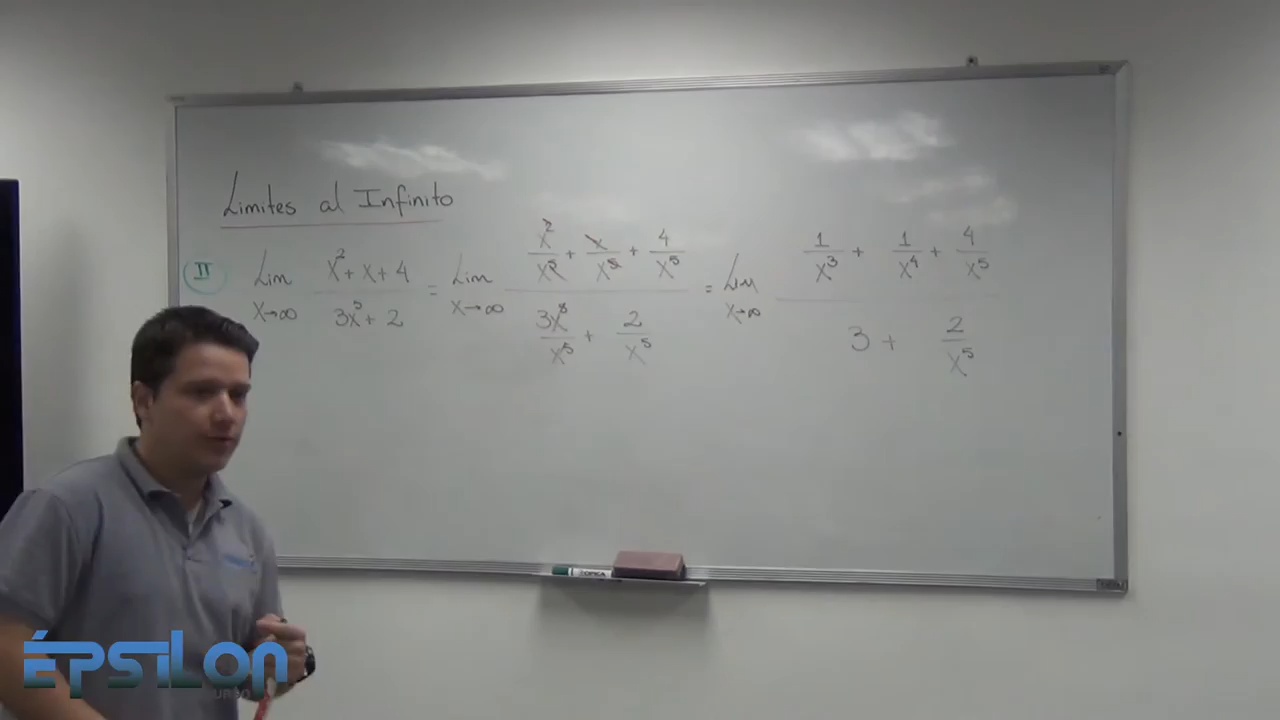 Limites al Infinito
II Lim x→∞ (x² + x + 4)/(3x⁵ + 2) = Lim x→∞ (x²/x⁵ + x/x⁵ + 4/x⁵)/(3x⁵/x⁵ + 2/x⁵) = Lim x→∞ (1/x³ + 1/x⁴ + 4/x⁵)/(3 + 2/x⁵)
ÉPSILON